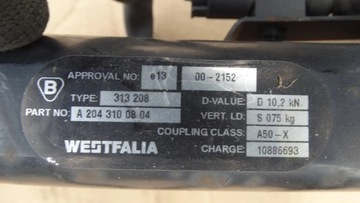 B
APPROVAL NO: e13 00-2152
TYPE: 313 208 D-VALUE: D 10,2 kN
PART NO: A 204 310 08 04 VERT. LD: S 075 kg
COUPLING CLASS: A50-X
WESTFALIA CHARGE: 10886693